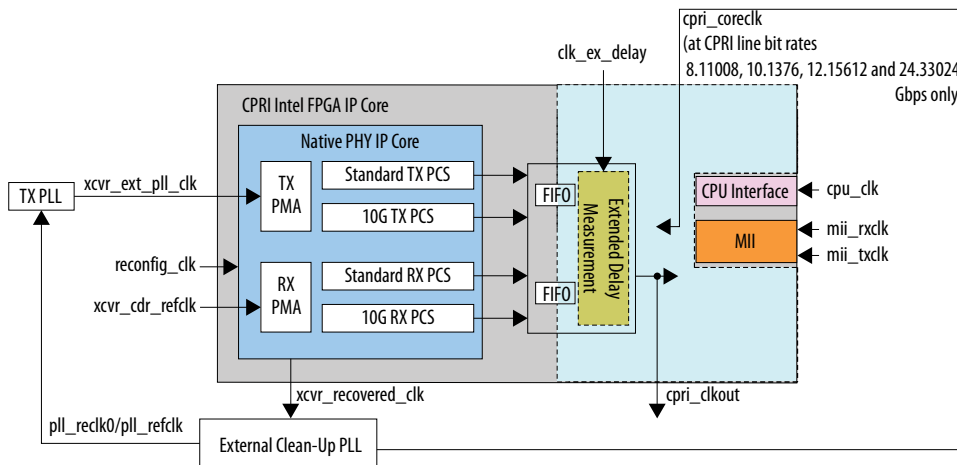 cpri_coreclk
(at CPRI line bit rates
8.11008, 10.1376, 12.15612 and 24.33024
Gbps only)
clk_ex_delay
CPRI Intel FPGA IP Core
Native PHY IP Core
TX PLL
xcvr_ext_pll_clk
TX
PMA
Standard TX PCS
10G TX PCS
FIFO
Extended Delay
Measurement
CPU Interface
cpu_clk
MII
mii_rxclk
mii_txclk
reconfig_clk
xcvr_cdr_refclk
RX
PMA
Standard RX PCS
10G RX PCS
FIFO
xcvr_recovered_clk
cpri_clkout
pll_reclk0/pll_refclk
External Clean-Up PLL